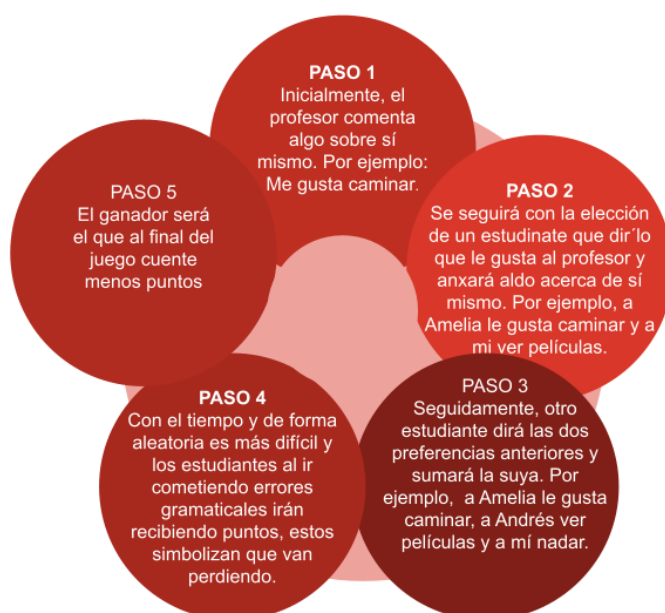 PASO 1
Inicialmente, el
profesor comenta
algo sobre sí
mismo. Por ejemplo:
Me gusta caminar.
PASO 2
Se seguirá con la elección
de un estudinate que dir´lo
que le gusta al profesor y
anxará aldo acerca de sí
mismo. Por ejemplo, a
Amelia le gusta caminar y a
mi ver películas.
PASO 3
Seguidamente, otro
estudiante dirá las dos
preferencias anteriores y
sumará la suya. Por
ejemplo, a Amelia le gusta
caminar, a Andrés ver
películas y a mí nadar.
PASO 4
Con el tiempo y de forma
aleatoria es más difícil y
los estudiantes al ir
cometiendo errores
gramaticales irán
recibiendo puntos, estos
simbolizan que van
perdiendo.
PASO 5
El ganador será
el que al final del
juego cuente
menos puntos